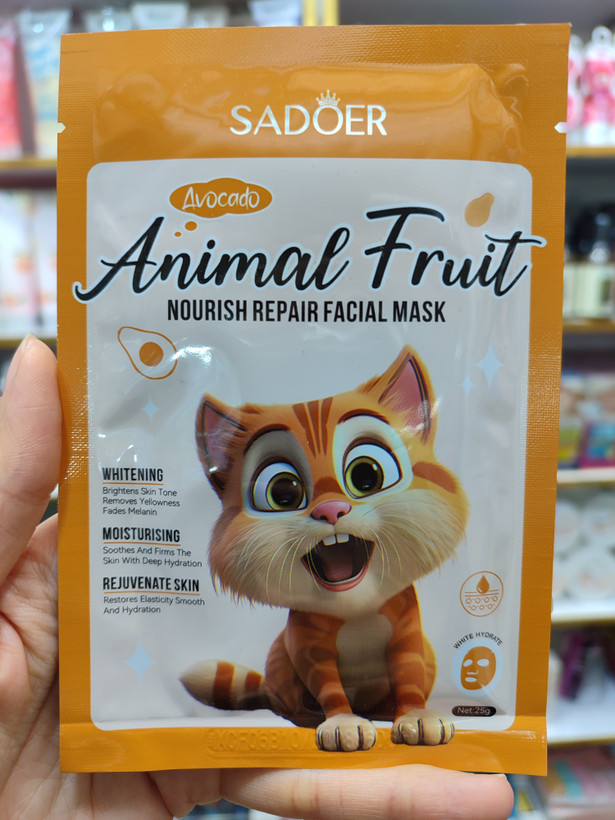 SADOER
Avocado
Animal Fruit
NOURISH REPAIR FACIAL MASK
WHITENING
Brightens Skin Tone
Removes Yellowness
Fades Melanin
MOISTURISING
Soothes And Firms The
Skin With Deep Hydration
REJUVENATE SKIN
Restores Elasticity Smooth
And Hydration
WHITE HYDRATE
Net:25g